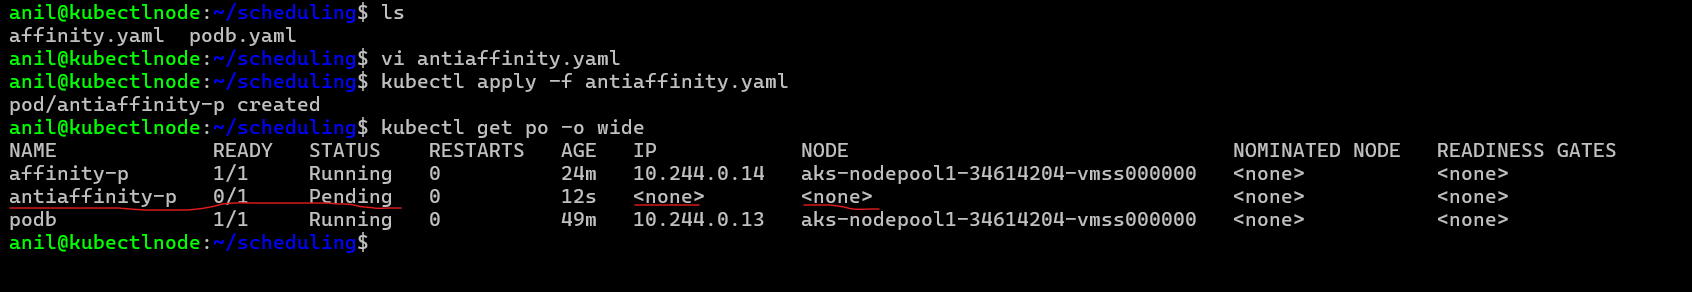 anil@kubectlnode:~/scheduling$ ls
affinity.yaml  podb.yaml
anil@kubectlnode:~/scheduling$ vi antiaffinity.yaml
anil@kubectlnode:~/scheduling$ kubectl apply -f antiaffinity.yaml
pod/antiaffinity-p created
anil@kubectlnode:~/scheduling$ kubectl get po -o wide
NAME             READY   STATUS    RESTARTS   AGE   IP            NODE                                NOMINATED NODE   READINESS GATES
affinity-p       1/1     Running   0          24m   10.244.0.14   aks-nodepool1-34614204-vmss000000   <none>           <none>
antiaffinity-p   0/1     Pending   0          12s   <none>        <none>                              <none>           <none>
podb             1/1     Running   0          49m   10.244.0.13   aks-nodepool1-34614204-vmss000000   <none>           <none>
anil@kubectlnode:~/scheduling$